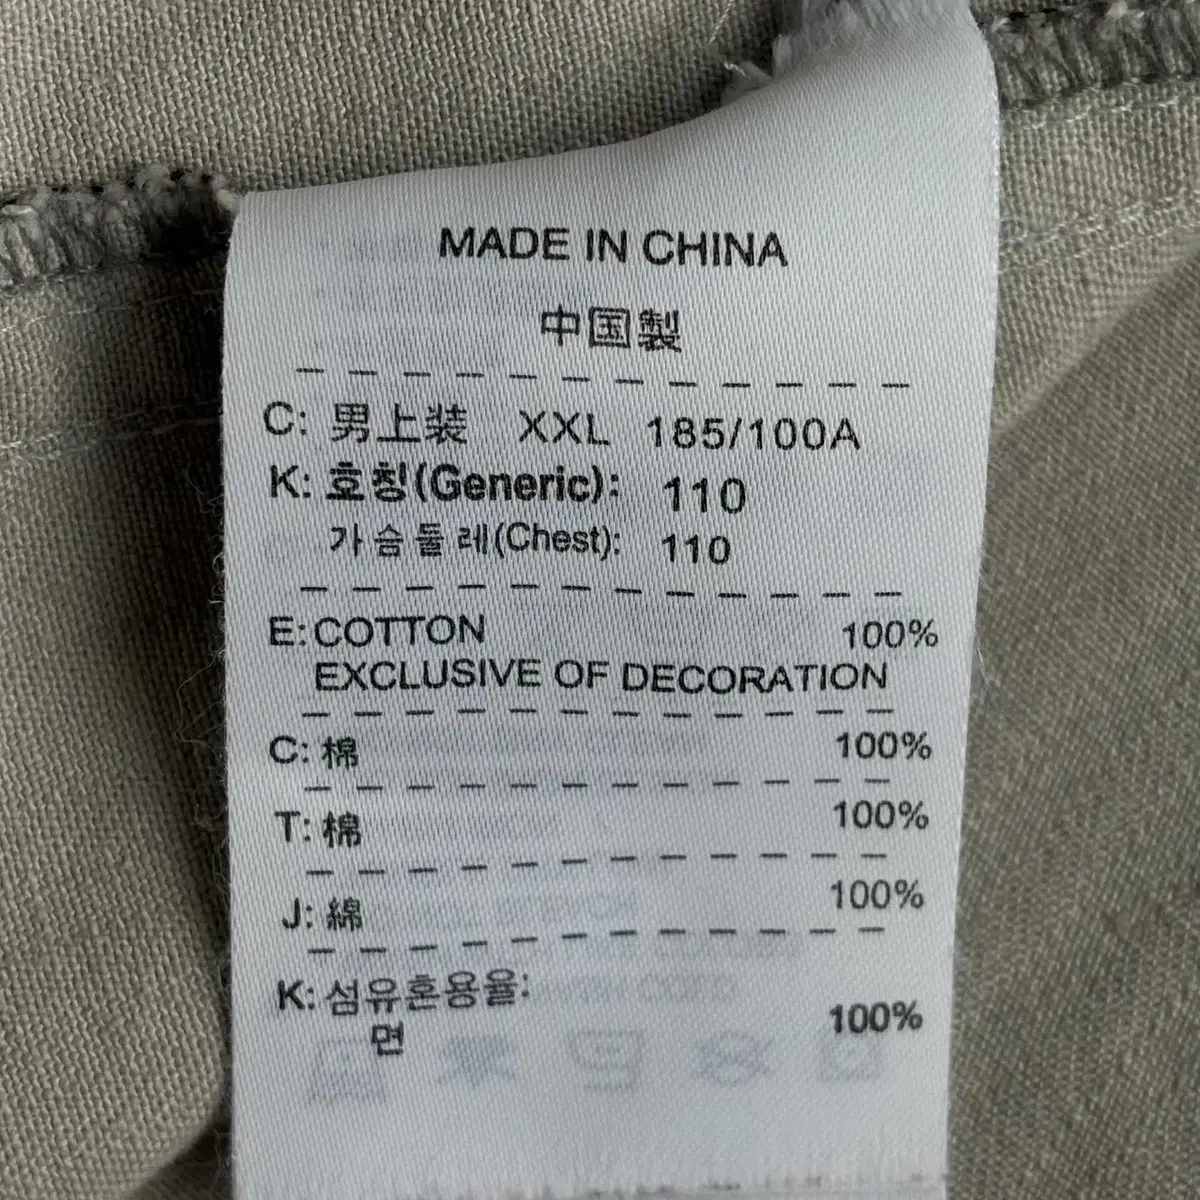 MADE IN CHINA
中国製
C: 男上装 XXL 185/100A
K: 호칭(Generic): 110
가슴둘레(Chest): 110
E: COTTON 100%
EXCLUSIVE OF DECORATION
C: 棉 100%
T: 棉 100%
J: 綿 100%
K: 섬유혼용율:
면 100%